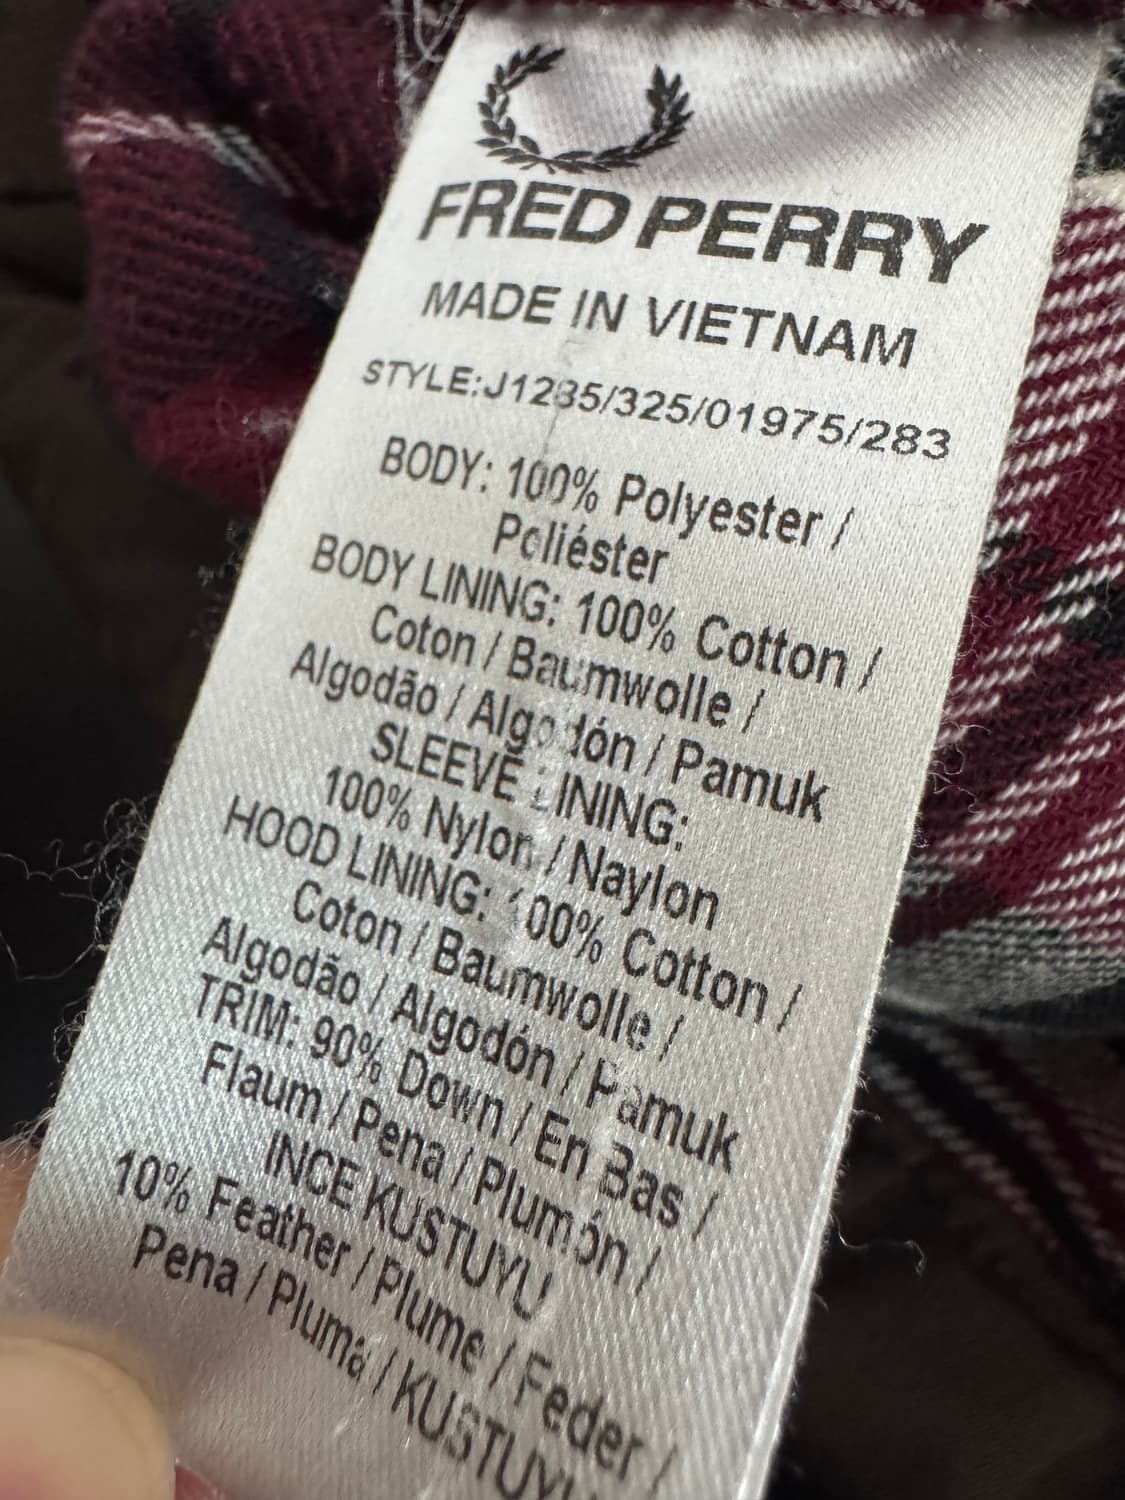 FRED PERRY
MADE IN VIETNAM
STYLE:J1285/325/01975/283
BODY: 100% Polyester /
Poliéster
BODY LINING: 100% Cotton /
Coton / Baumwolle /
Algodão / Algodón / Pamuk
SLEEVE LINING:
100% Nylon / Naylon
HOOD LINING: 100% Cotton /
Coton / Baumwolle /
Algodão / Algodón / Pamuk
TRIM: 90% Down / En Bas /
Flaum / Pena / Plumón /
INCE KUSTUYU
10% Feather / Plume / Feder /
Pena / Pluma / KUSTUYU